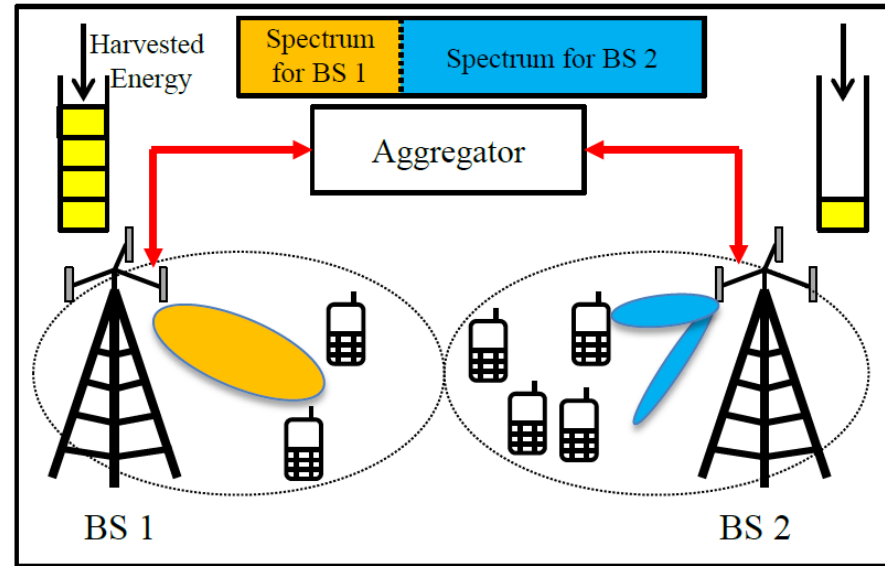 Harvested
Energy
Spectrum
for BS 1
Spectrum for BS 2
Aggregator
BS 1
BS 2